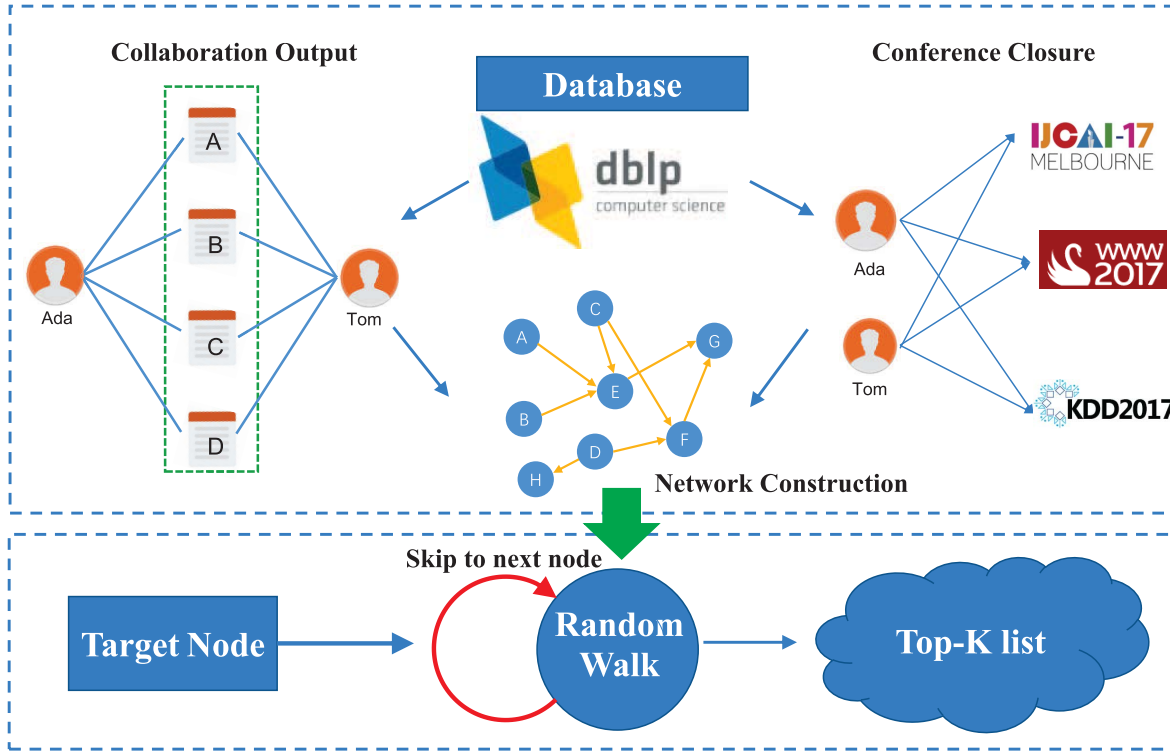 Collaboration Output
Conference Closure
Database
dblp
computer science
A
B
C
D
Ada
Tom
IJCAI-17
MELBOURNE
Ada
WWW
2017
Tom
KDD2017
A
C
G
E
B
F
D
H
Network Construction
Skip to next node
Target Node
Random
Walk
Top-K list